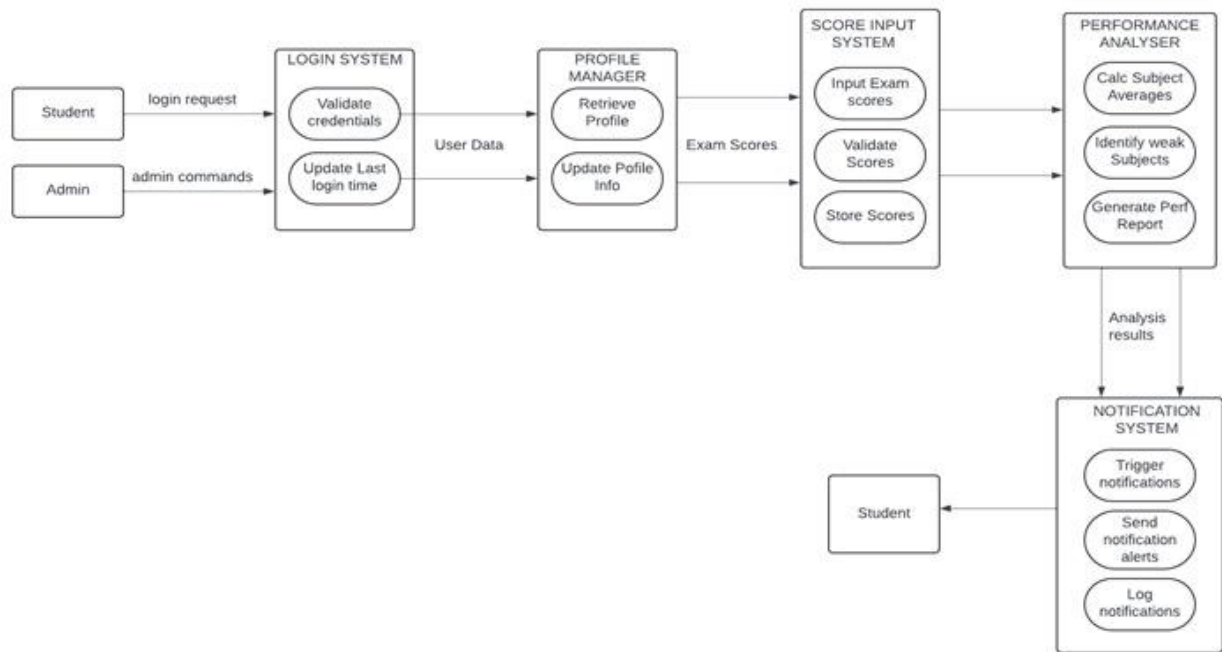 Student
login request
Admin
admin commands
LOGIN SYSTEM
Validate
credentials
Update Last
login time
User Data
PROFILE
MANAGER
Retrieve
Profile
Update Pofile
Info
Exam Scores
SCORE INPUT
SYSTEM
Input Exam
scores
Validate
Scores
Store Scores
PERFORMANCE
ANALYSER
Calc Subject
Averages
Identify weak
Subjects
Generate Perf
Report
Analysis
results
NOTIFICATION
SYSTEM
Trigger
notifications
Send
notification
alerts
Log
notifications
Student